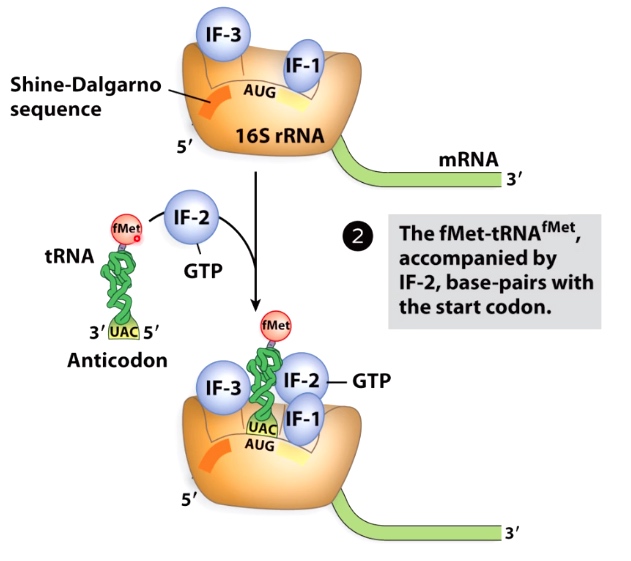 IF-3
IF-1
Shine-Dalgarno
sequence
AUG
16S rRNA
5′
mRNA
3′
fMet
IF-2
GTP
tRNA
3′ UAC 5′
Anticodon
2
The fMet-tRNAfMet,
accompanied by
IF-2, base-pairs with
the start codon.
fMet
IF-3
IF-2
GTP
IF-1
UAC
AUG
5′
3′